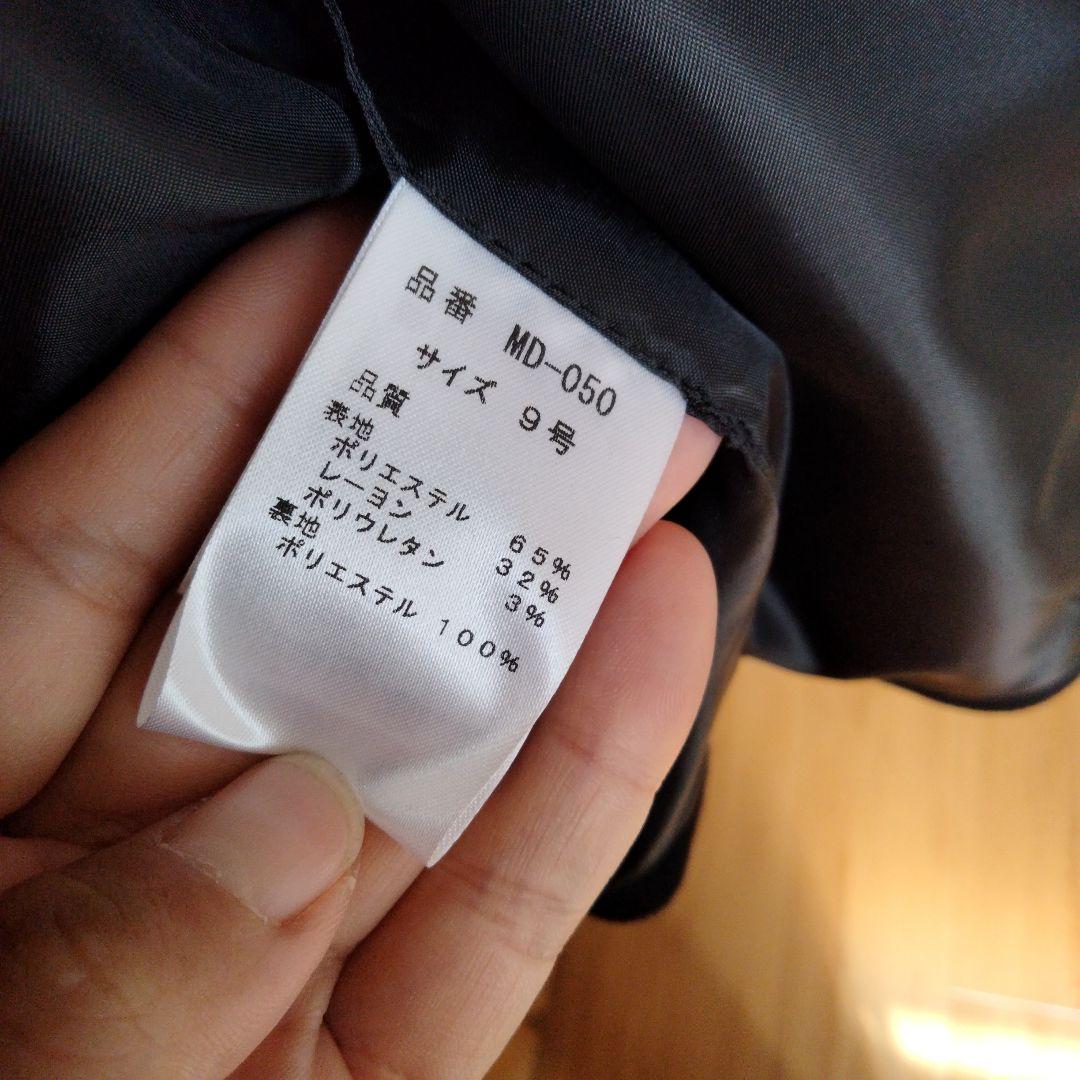 品番 MD-050
サイズ 9号
品質
表地
ポリエステル 65%
レーヨン 32%
ポリウレタン 3%
裏地
ポリエステル 100%